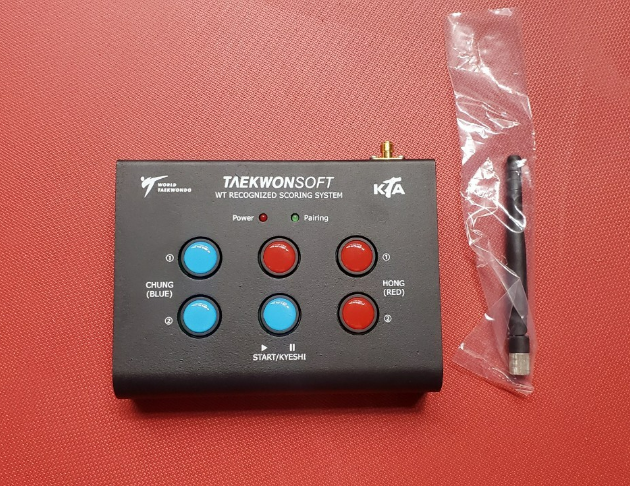 WORLD
TAEKWONDO
TAEKWONSOFT
WT RECOGNIZED SCORING SYSTEM
KTA
Power
Pairing
①
①
CHUNG
(BLUE)
HONG
(RED)
②
②
START/KYESHI